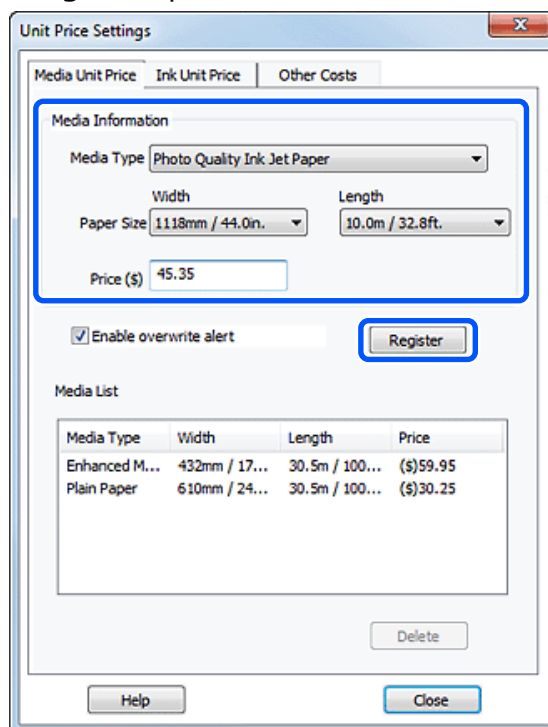 Unit Price Settings
Media Unit Price Ink Unit Price Other Costs
Media Information
Media Type Photo Quality Ink Jet Paper
Width Length
Paper Size 1118mm / 44.0in. 10.0m / 32.8ft.
Price ($) 45.35
Enable overwrite alert Register
Media List
Media Type Width Length Price
Enhanced M... 432mm / 17... 30.5m / 100... ($)59.95
Plain Paper 610mm / 24... 30.5m / 100... ($)30.25
Delete
Help Close